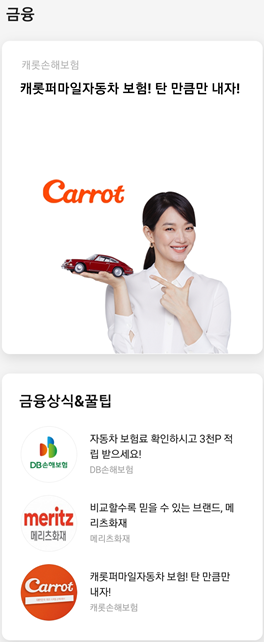 금융
캐롯손해보험
캐롯퍼마일자동차 보험! 탄 만큼만 내자!
Carrot
금융상식&꿀팁
자동차 보험료 확인하시고 3천P 적
립 받으세요!
DB손해보험
DB손해보험
비교할수록 믿을 수 있는 브랜드, 메
리츠화재
meritz
메리츠화재
메리츠화재
캐롯퍼마일자동차 보험! 탄 만큼만
내자!
Carrot
캐롯손해보험